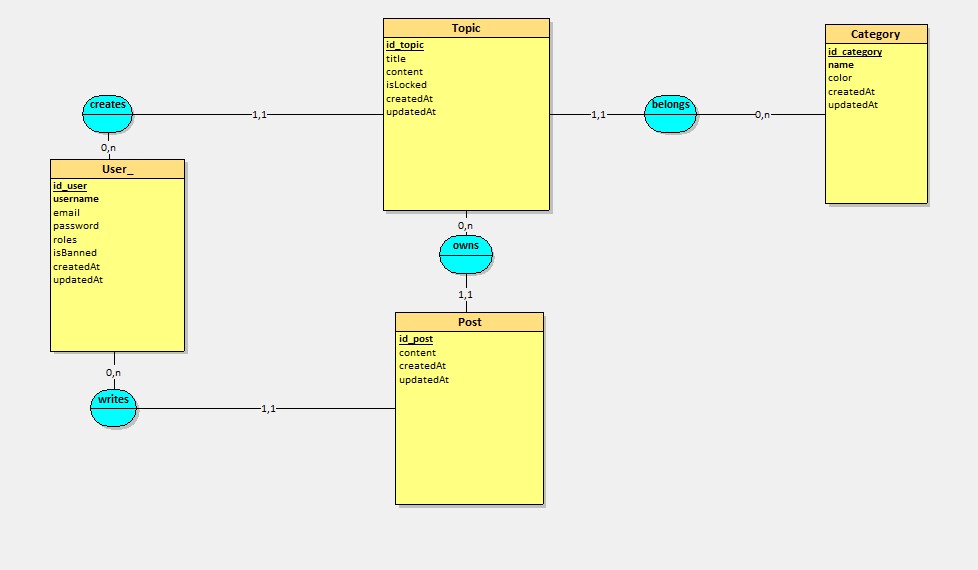 Topic
id_topic
title
content
isLocked
createdAt
updatedAt
Category
id_category
name
color
createdAt
updatedAt
creates
1,1
1,1
belongs
0,n
0,n
User_
id_user
username
email
password
roles
isBanned
createdAt
updatedAt
0,n
owns
1,1
Post
id_post
content
createdAt
updatedAt
0,n
writes
1,1